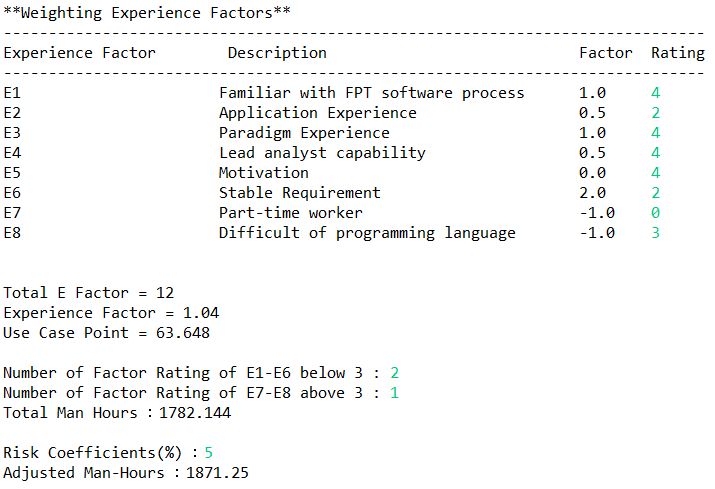 **Weighting Experience Factors**
------------------------------------------------------------------------------
Experience Factor        Description                            Factor  Rating
------------------------------------------------------------------------------
E1                      Familiar with FPT software process      1.0     4
E2                      Application Experience                  0.5     2
E3                      Paradigm Experience                     1.0     4
E4                      Lead analyst capability                 0.5     4
E5                      Motivation                              0.0     4
E6                      Stable Requirement                      2.0     2
E7                      Part-time worker                        -1.0    0
E8                      Difficult of programming language       -1.0    3
Total E Factor = 12
Experience Factor = 1.04
Use Case Point = 63.648
Number of Factor Rating of E1-E6 below 3 : 2
Number of Factor Rating of E7-E8 above 3 : 1
Total Man Hours : 1782.144
Risk Coefficients(%) : 5
Adjusted Man-Hours : 1871.25